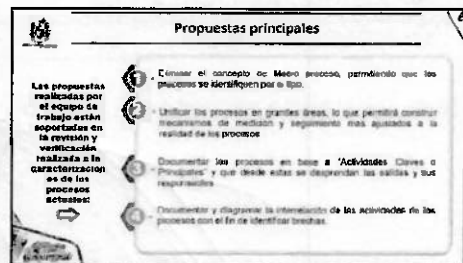 Propuestas principales
Las propuestas
realizadas por
el equipo de
trabajo están
soportadas en
la revisión y
verificación
realizada a la
caracterizacion
es de los
procesos
actuales:
1 - Eliminar el concepto de Macro proceso, permitiendo que los
procesos se identifiquen por e tipo.
2 - Unificar los procesos en grandes áreas, lo que permitirá construir
mecanismos de medicion y seguimiento mas ajustados a la
realidad de los procesos
3 - Documentar los procesos en base a "Actividades Claves o
Principales" y que desde estas se desprendan las salidas y sus
responsables
4 - Documentar y diagramar la interrelación de las actividades de los
procesos con el fin de identificar brechas.